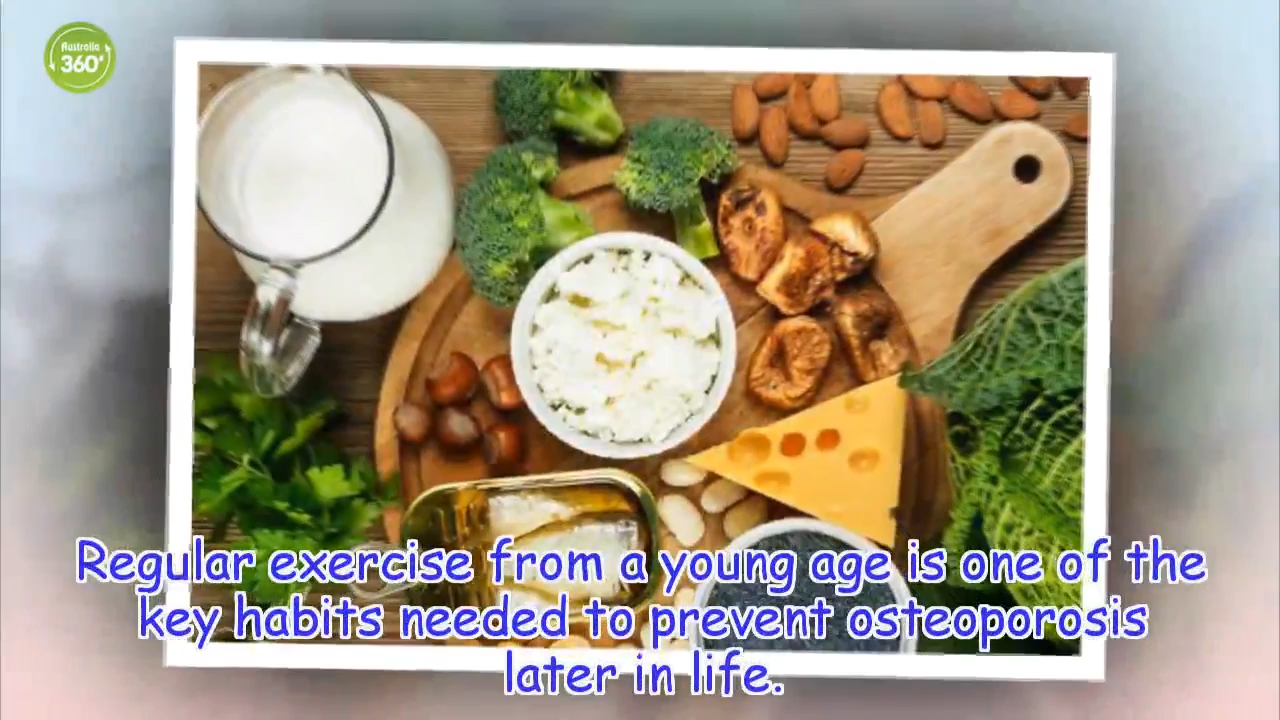 Australia
360°
Regular exercise from a young age is one of the
key habits needed to prevent osteoporosis
later in life.